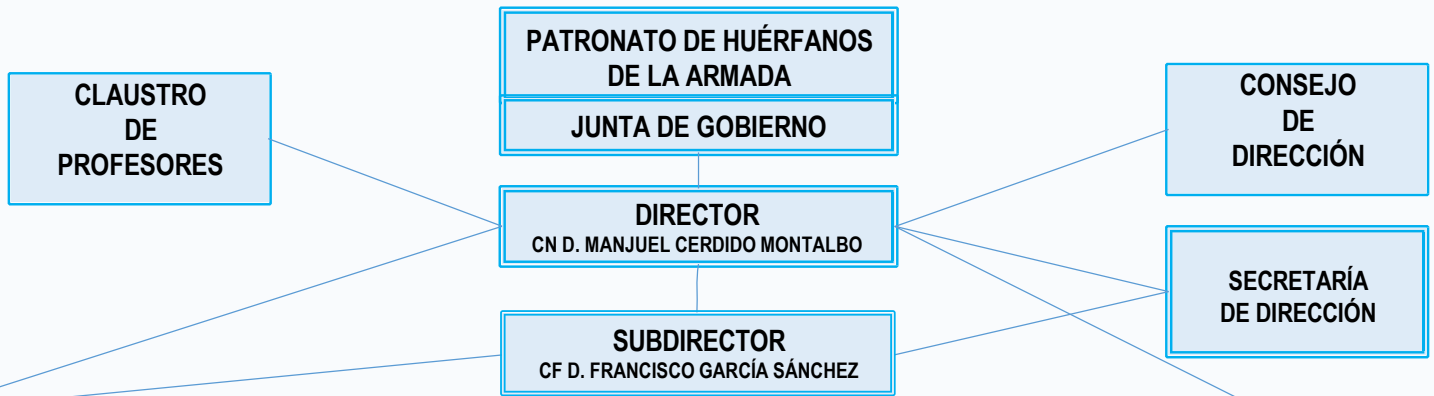 PATRONATO DE HUÉRFANOS
DE LA ARMADA
JUNTA DE GOBIERNO
CLAUSTRO
DE
PROFESORES
CONSEJO
DE
DIRECCIÓN
DIRECTOR
CN D. MANJUEL CERDIDO MONTALBO
SECRETARÍA
DE DIRECCIÓN
SUBDIRECTOR
CF D. FRANCISCO GARCÍA SÁNCHEZ